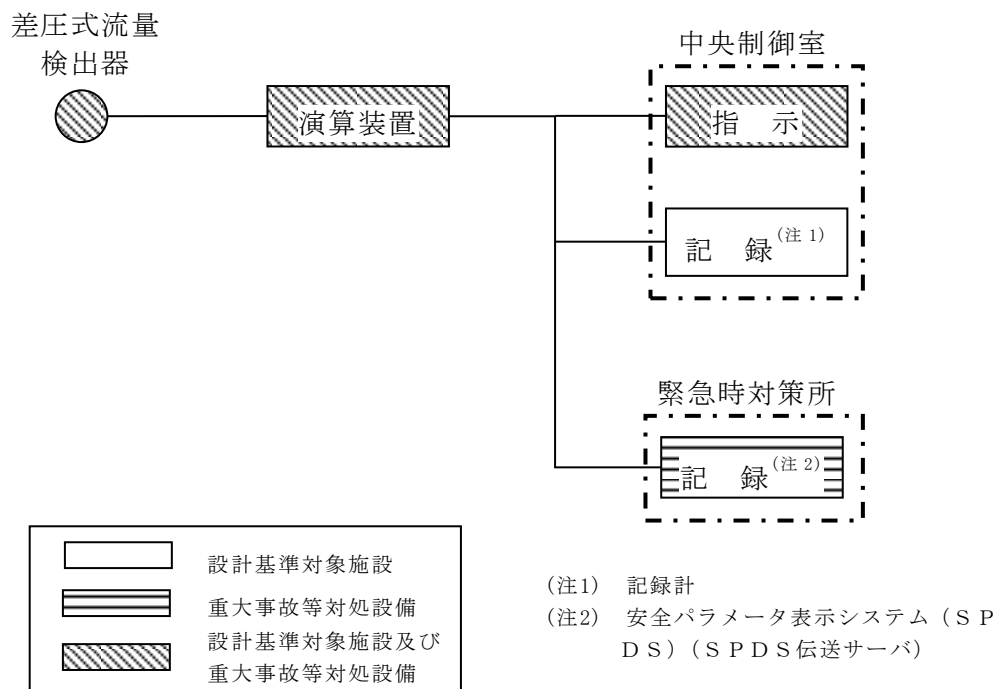 差圧式流量
検出器
中央制御室
演算装置
指　示
記　録(注 1)
緊急時対策所
記　録(注 2)
設計基準対象施設
重大事故等対処設備
設計基準対象施設及び
重大事故等対処設備
(注1)　記録計
(注2)　安全パラメータ表示システム（ＳＰ
ＤＳ）（ＳＰＤＳ伝送サーバ）